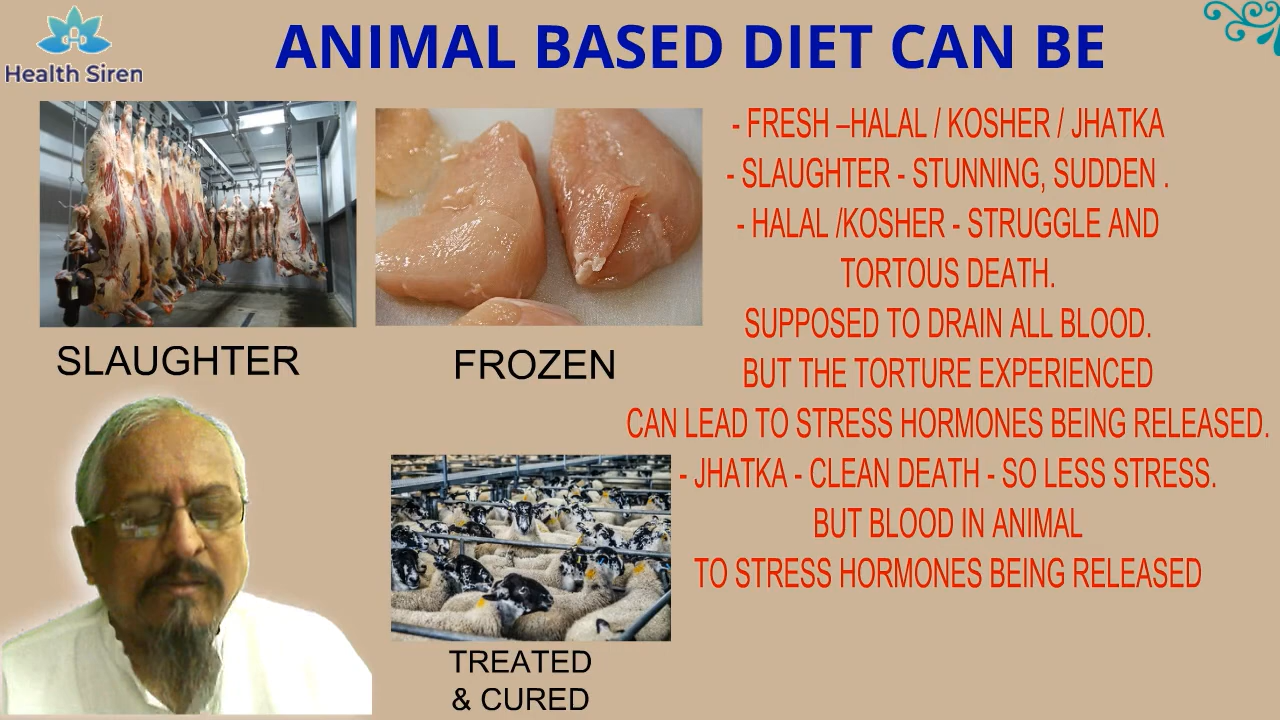 Health Siren
ANIMAL BASED DIET CAN BE
SLAUGHTER
FROZEN
TREATED
& CURED
- FRESH –HALAL / KOSHER / JHATKA
- SLAUGHTER - STUNNING, SUDDEN .
- HALAL /KOSHER - STRUGGLE AND
TORTOUS DEATH.
SUPPOSED TO DRAIN ALL BLOOD.
BUT THE TORTURE EXPERIENCED
CAN LEAD TO STRESS HORMONES BEING RELEASED.
- JHATKA - CLEAN DEATH - SO LESS STRESS.
BUT BLOOD IN ANIMAL
TO STRESS HORMONES BEING RELEASED